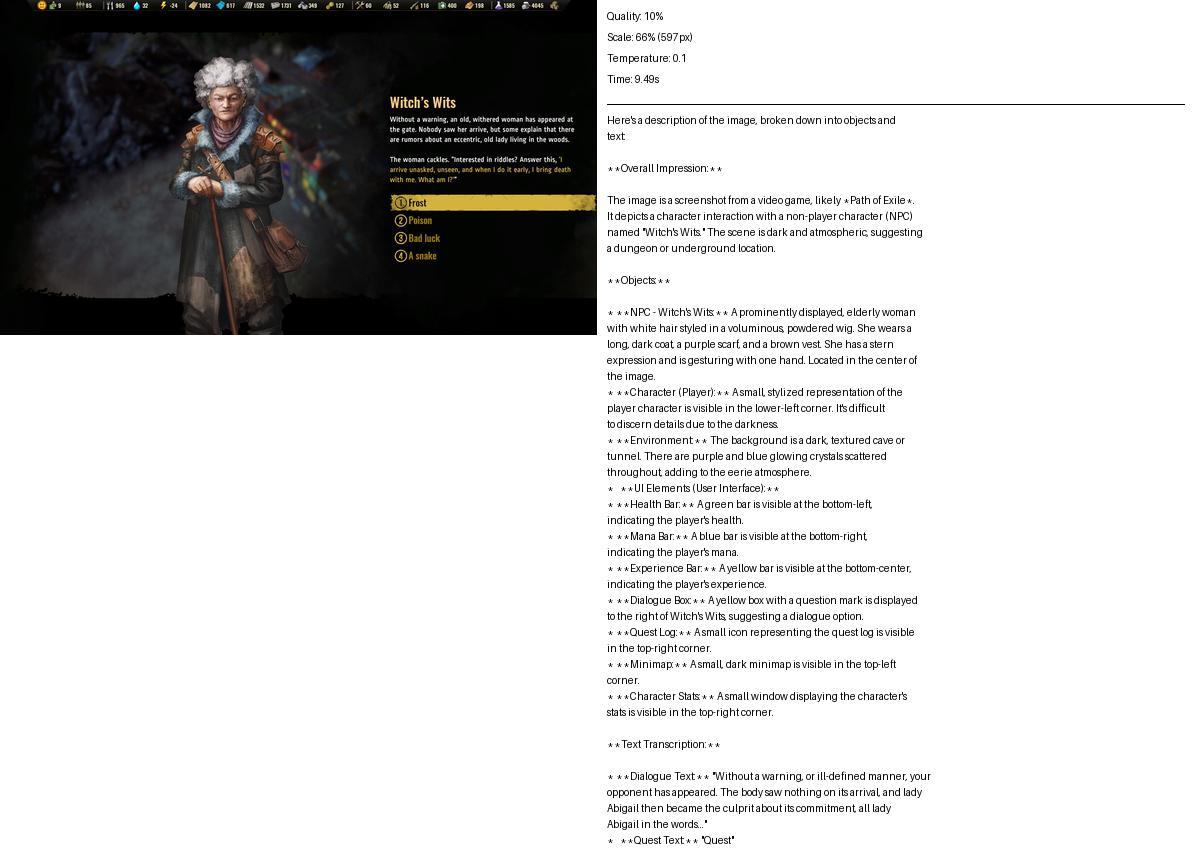 9 85 965 32 -24 1082 617 1532 1731 349 127 60 52 116 400 198 1585 4045
Witch's Wits
Without a warning, an old, withered woman has appeared at
the gate. Nobody saw her arrive, but some explain that there
are rumors about an eccentric, old lady living in the woods.
The woman cackles. "Interested in riddles? Answer this, 'I
arrive unasked, unseen, and when I do it early, I bring death
with me. What am I?'"
1 Frost
2 Poison
3 Bad luck
4 A snake
Quality: 10%
Scale: 66% (597px)
Temperature: 0.1
Time: 9.49s
Here's a description of the image, broken down into objects and
text:
**Overall Impression:**
The image is a screenshot from a video game, likely *Path of Exile*.
It depicts a character interaction with a non-player character (NPC)
named "Witch's Wits." The scene is dark and atmospheric, suggesting
a dungeon or underground location.
**Objects:**
* **NPC - Witch's Wits:** A prominently displayed, elderly woman
with white hair styled in a voluminous, powdered wig. She wears a
long, dark coat, a purple scarf, and a brown vest. She has a stern
expression and is gesturing with one hand. Located in the center of
the image.
* **Character (Player):** A small, stylized representation of the
player character is visible in the lower-left corner. It's difficult
to discern details due to the darkness.
* **Environment:** The background is a dark, textured cave or
tunnel. There are purple and blue glowing crystals scattered
throughout, adding to the eerie atmosphere.
* **UI Elements (User Interface):**
* **Health Bar:** A green bar is visible at the bottom-left,
indicating the player's health.
* **Mana Bar:** A blue bar is visible at the bottom-right,
indicating the player's mana.
* **Experience Bar:** A yellow bar is visible at the bottom-center,
indicating the player's experience.
* **Dialogue Box:** A yellow box with a question mark is displayed
to the right of Witch's Wits, suggesting a dialogue option.
* **Quest Log:** A small icon representing the quest log is visible
in the top-right corner.
* **Minimap:** A small, dark minimap is visible in the top-left
corner.
* **Character Stats:** A small window displaying the character's
stats is visible in the top-right corner.
**Text Transcription:**
* **Dialogue Text:** "Without a warning, or ill-defined manner, your
opponent has appeared. The body saw nothing on its arrival, and lady
Abigail then became the culprit about its commitment, all lady
Abigail in the words..."
* **Quest Text:** "Quest"